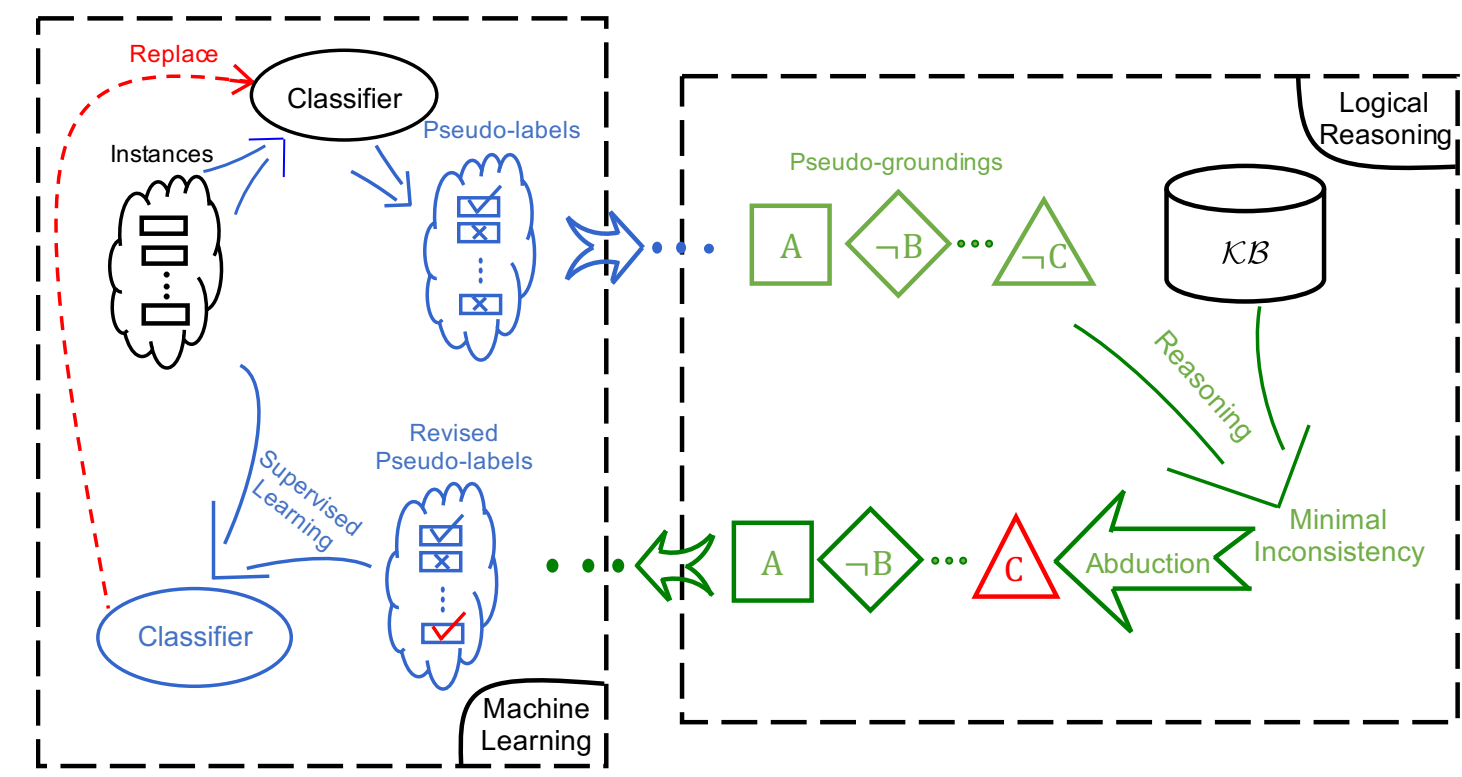 Replace
Classifier
Pseudo-labels
Instances
Supervised
Learning
Revised
Pseudo-labels
Classifier
Machine
Learning
Logical
Reasoning
Pseudo-groundings
A
¬B
¬C
𝒦ℬ
Reasoning
Minimal
Inconsistency
Abduction
A
¬B
C